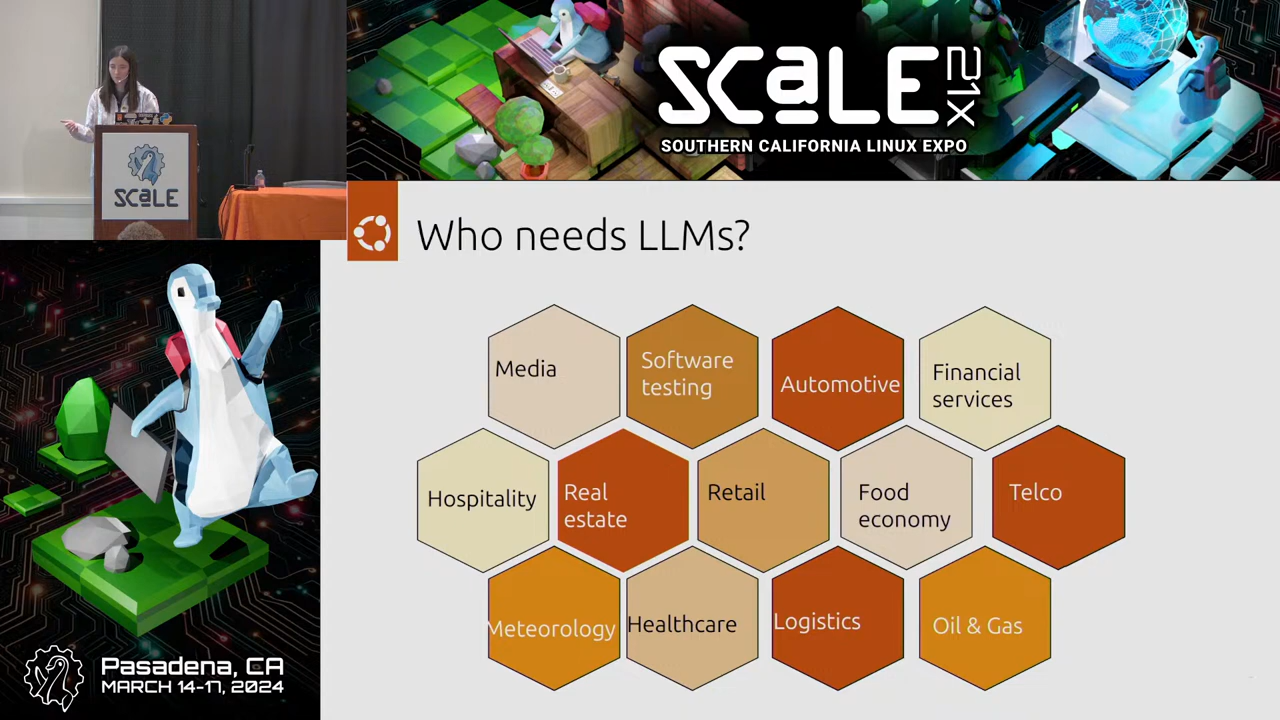 SCALE 21X
SOUTHERN CALIFORNIA LINUX EXPO
SCALE
Who needs LLMs?
Media
Software
testing
Automotive
Financial
services
Hospitality
Real
estate
Retail
Food
economy
Telco
Meteorology
Healthcare
Logistics
Oil & Gas
Pasadena, CA
MARCH 14-17, 2024